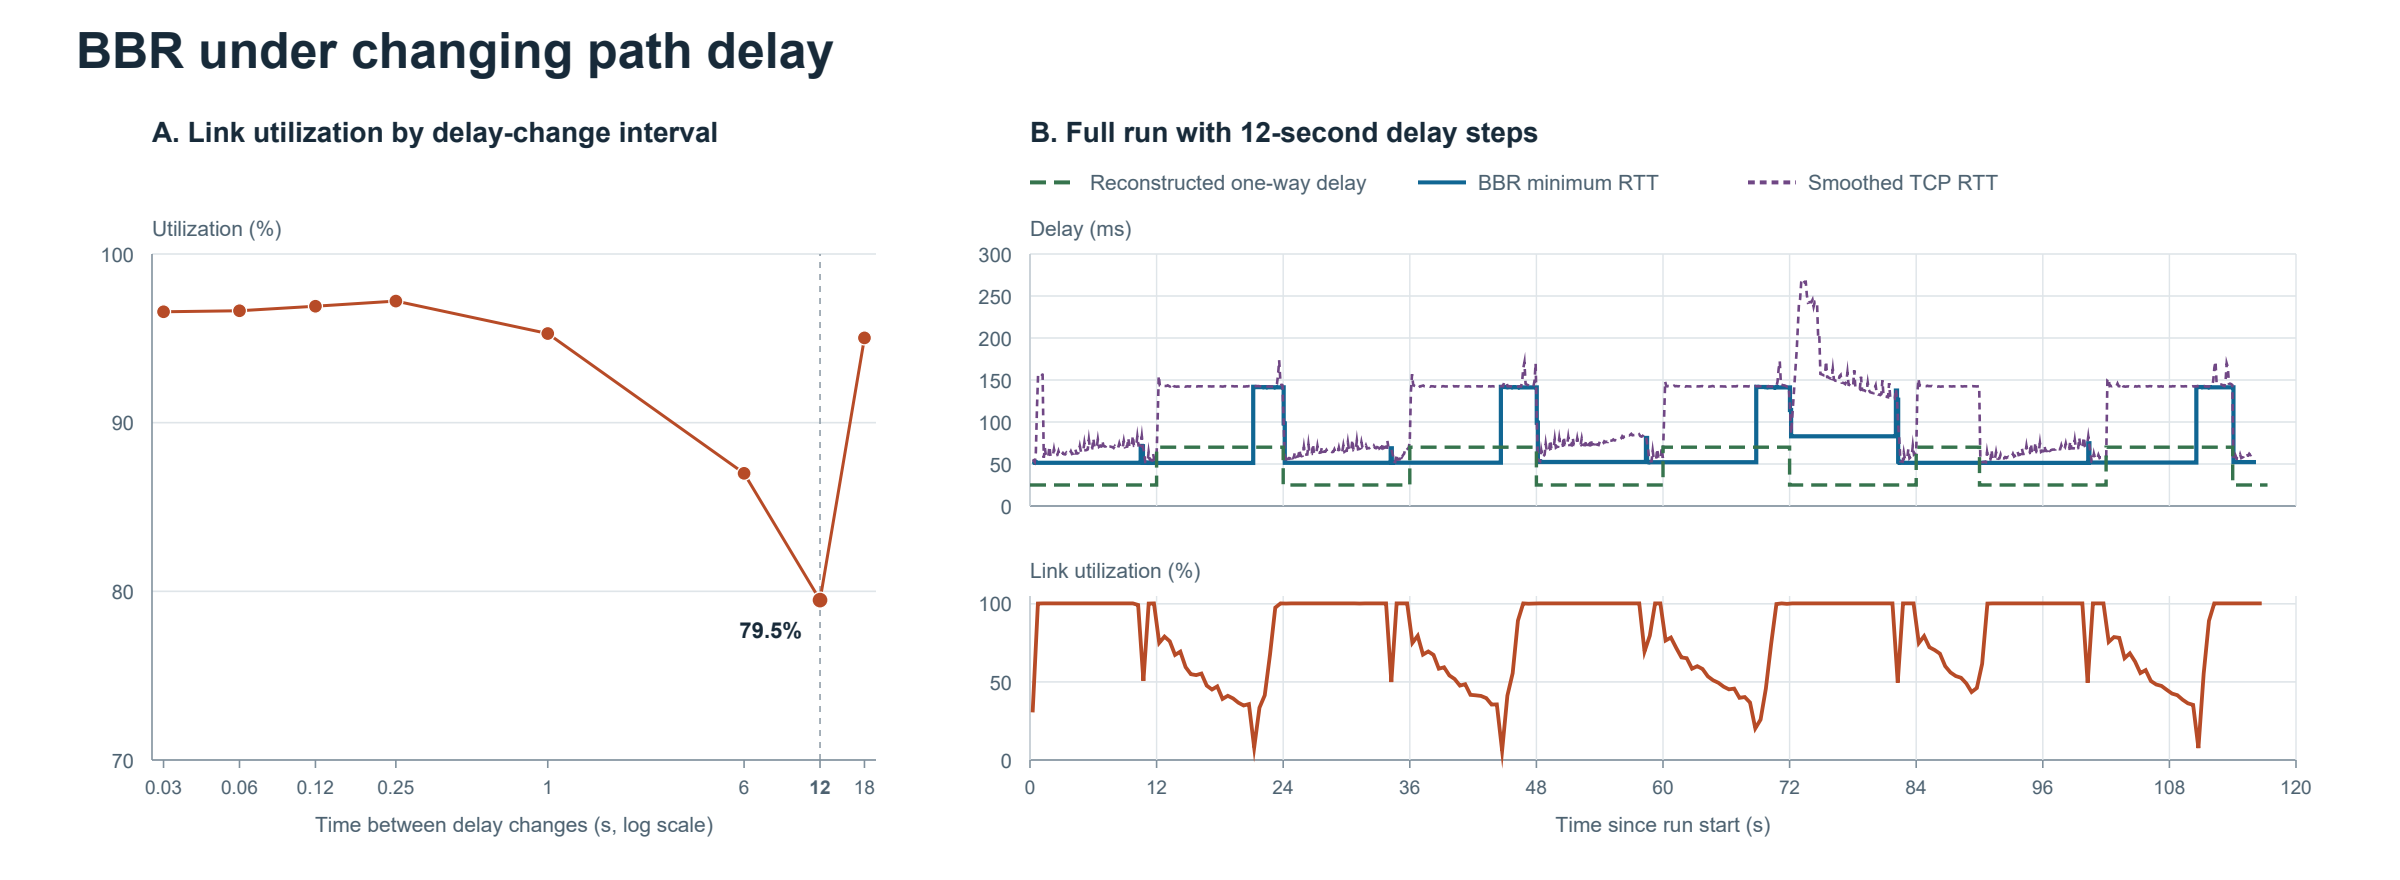 BBR under changing path delay
A. Link utilization by delay-change interval
Utilization (%)
100
90
80
70
79.5%
0.03 0.06 0.12 0.25 1 6 12 18
Time between delay changes (s, log scale)
B. Full run with 12-second delay steps
Reconstructed one-way delay BBR minimum RTT Smoothed TCP RTT
Delay (ms)
300
250
200
150
100
50
0
Link utilization (%)
100
50
0
0 12 24 36 48 60 72 84 96 108 120
Time since run start (s)